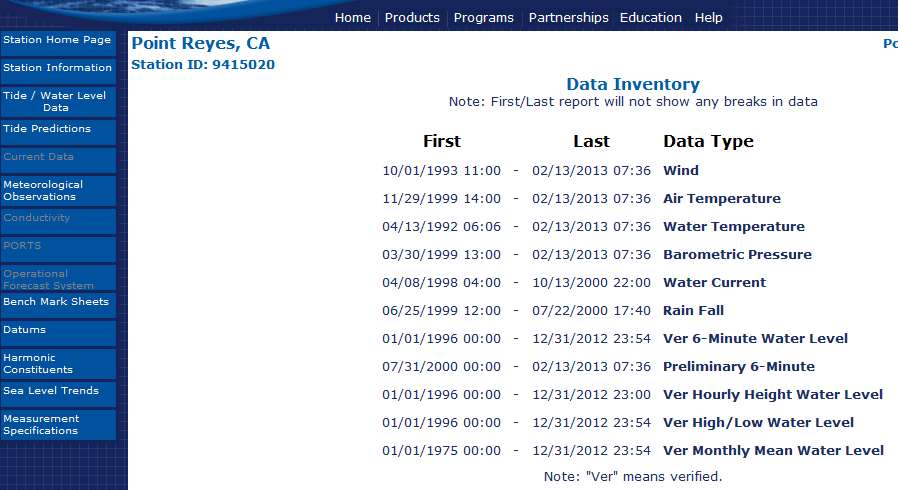 Home Products Programs Partnerships Education Help
Station Home Page
Station Information
Tide / Water Level
Data
Tide Predictions
Current Data
Meteorological
Observations
Conductivity
PORTS
Operational
Forecast System
Bench Mark Sheets
Datums
Harmonic
Constituents
Sea Level Trends
Measurement
Specifications
Point Reyes, CA
Po
Station ID: 9415020
Data Inventory
Note: First/Last report will not show any breaks in data
First Last Data Type
10/01/1993 11:00 - 02/13/2013 07:36 Wind
11/29/1999 14:00 - 02/13/2013 07:36 Air Temperature
04/13/1992 06:06 - 02/13/2013 07:36 Water Temperature
03/30/1999 13:00 - 02/13/2013 07:36 Barometric Pressure
04/08/1998 04:00 - 10/13/2000 22:00 Water Current
06/25/1999 12:00 - 07/22/2000 17:40 Rain Fall
01/01/1996 00:00 - 12/31/2012 23:54 Ver 6-Minute Water Level
07/31/2000 00:00 - 02/13/2013 07:36 Preliminary 6-Minute
01/01/1996 00:00 - 12/31/2012 23:00 Ver Hourly Height Water Level
01/01/1996 00:00 - 12/31/2012 23:54 Ver High/Low Water Level
01/01/1975 00:00 - 12/31/2012 23:54 Ver Monthly Mean Water Level
Note: "Ver" means verified.